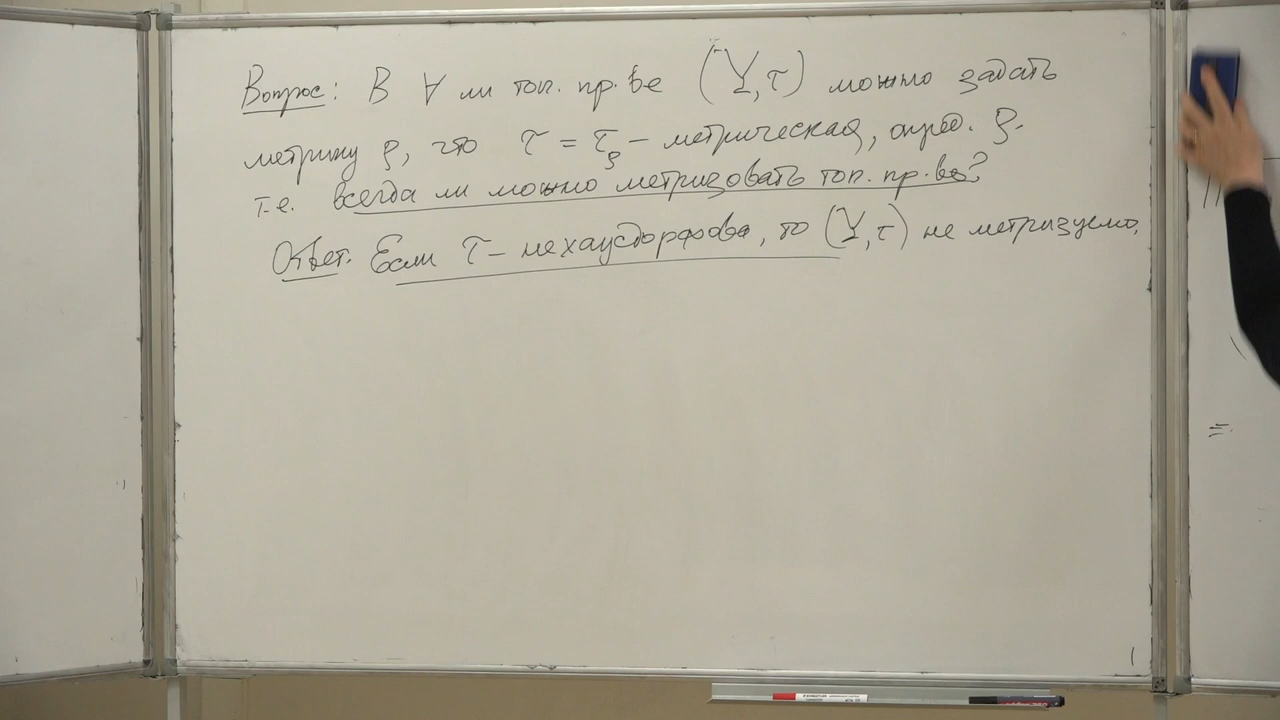 Вопрос: В ∀ ли топ. пр.ве (Y, τ) можно задать
метрику ρ, что τ = τ_ρ – метрическая, опред. ρ.
т.е. всегда ли можно метризовать топ. пр.во?
Ответ. Если τ – нехаусдорфова, то (Y, τ) не метризуемо.
=